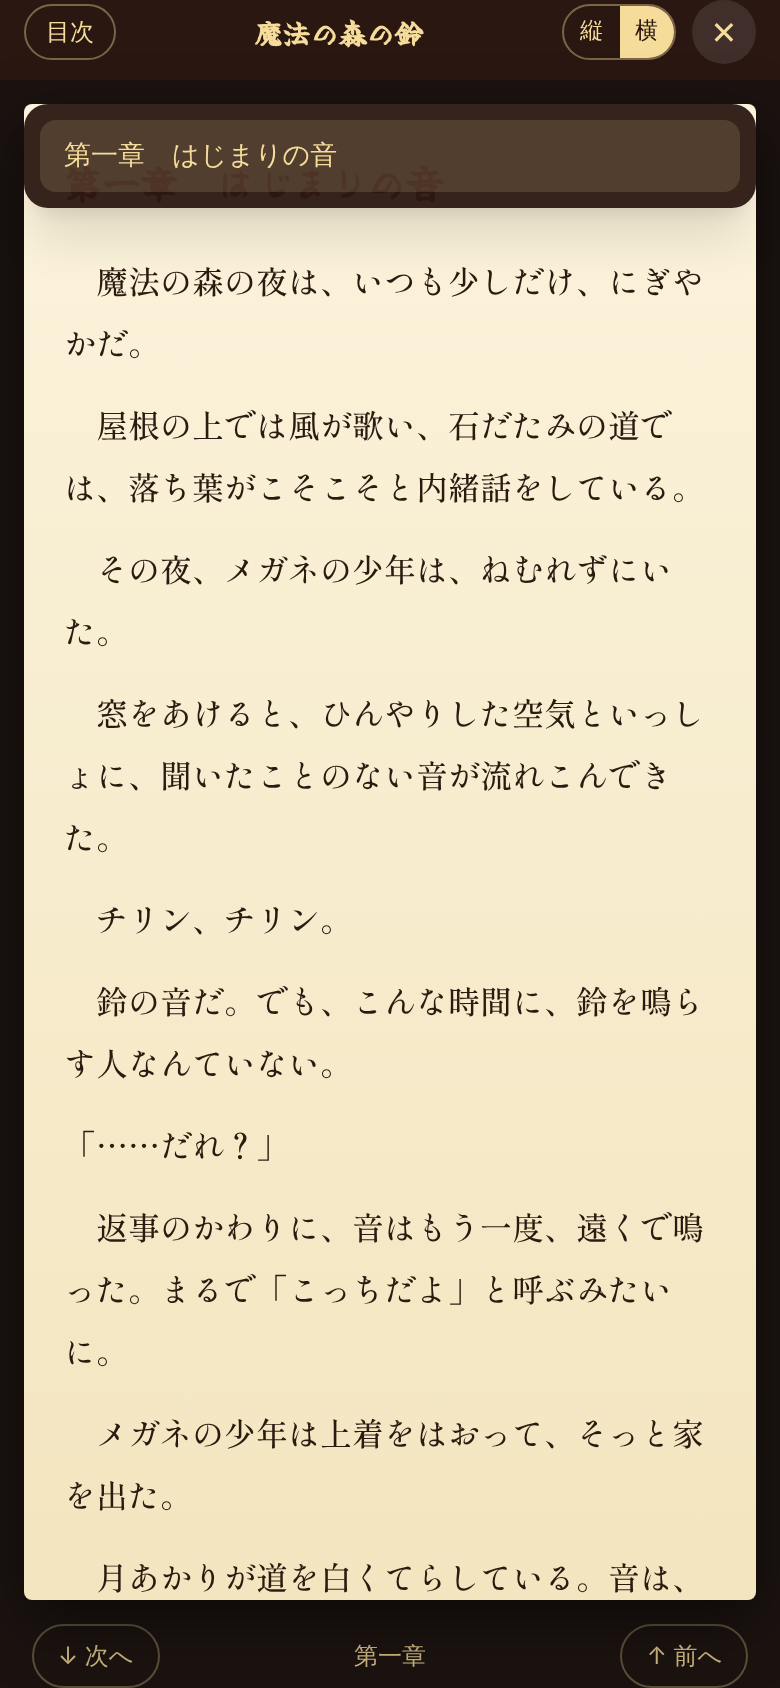 目次
魔法の森の鈴
縦 横 ✕
第一章　はじまりの音
第一章　はじまりの音
　魔法の森の夜は、いつも少しだけ、にぎや
かだ。
　屋根の上では風が歌い、石だたみの道で
は、落ち葉がこそこそと内緒話をしている。
　その夜、メガネの少年は、ねむれずにい
た。
　窓をあけると、ひんやりした空気といっし
ょに、聞いたことのない音が流れこんでき
た。
　チリン、チリン。
　鈴の音だ。でも、こんな時間に、鈴を鳴ら
す人なんていない。
「……だれ？」
　返事のかわりに、音はもう一度、遠くで鳴
った。まるで「こっちだよ」と呼ぶみたい
に。
　メガネの少年は上着をはおって、そっと家
を出た。
　月あかりが道を白くてらしている。音は、
↓ 次へ
第一章
↑ 前へ